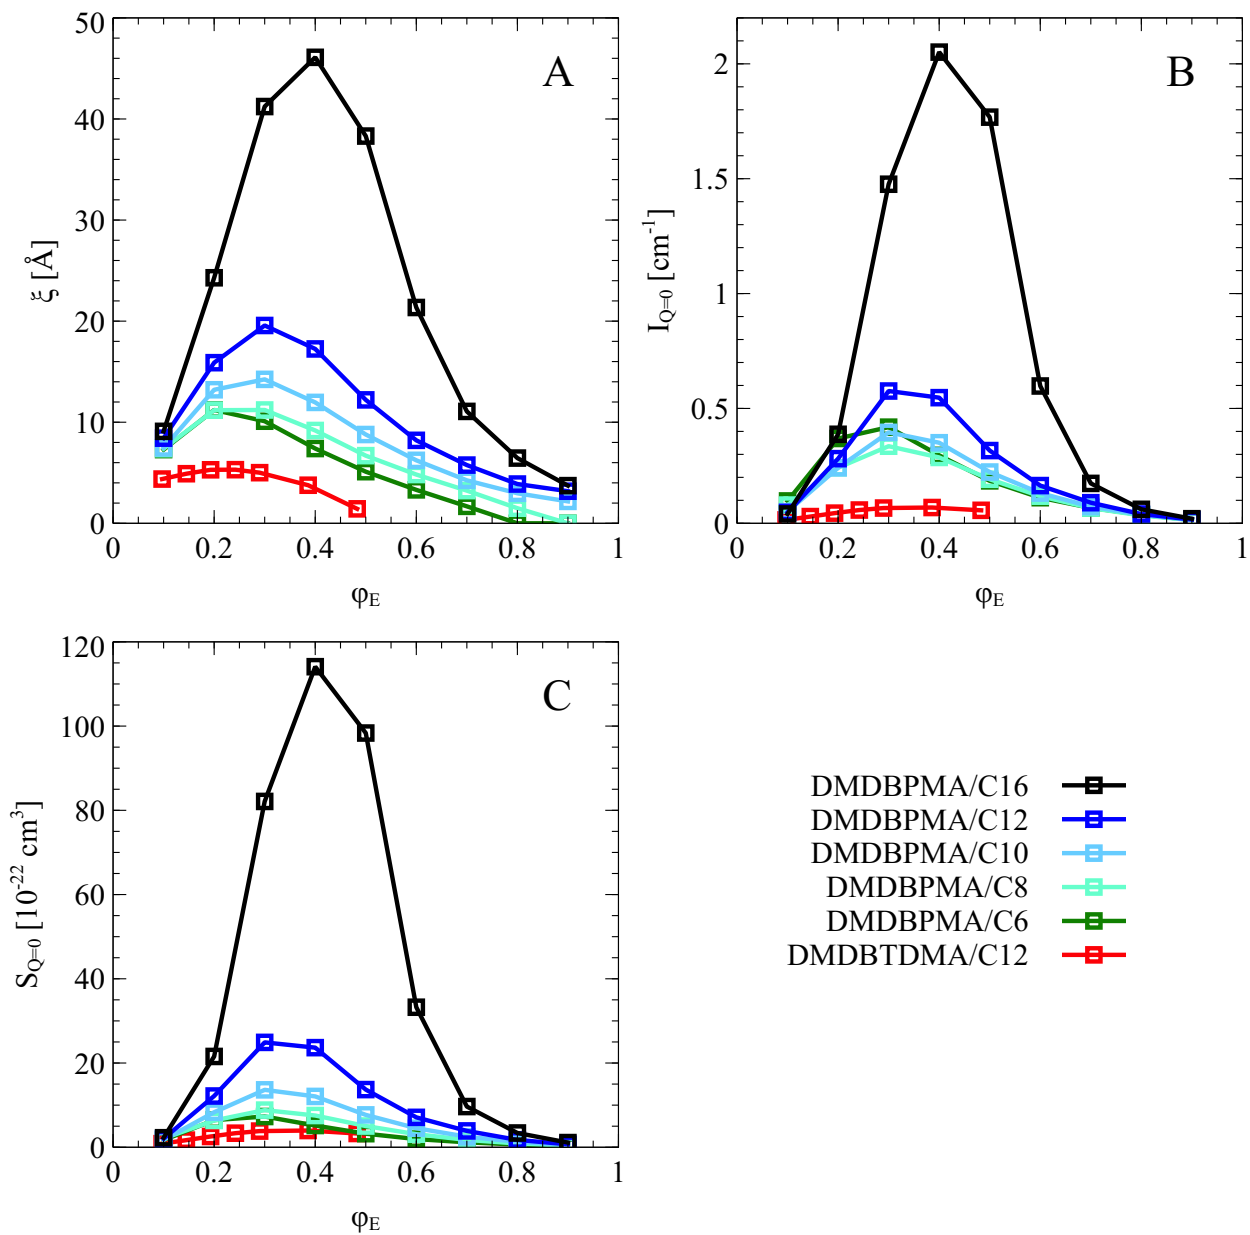 A
50
40
30
20
10
0
ξ [Å]
0 0.2 0.4 0.6 0.8 1
φE
B
2
1.5
1
0.5
0
I_Q=0 [cm⁻¹]
0 0.2 0.4 0.6 0.8 1
φE
C
120
100
80
60
40
20
0
S_Q=0 [10⁻²² cm³]
0 0.2 0.4 0.6 0.8 1
φE
DMDBPMA/C16
DMDBPMA/C12
DMDBPMA/C10
DMDBPMA/C8
DMDBPMA/C6
DMDBTDMA/C12